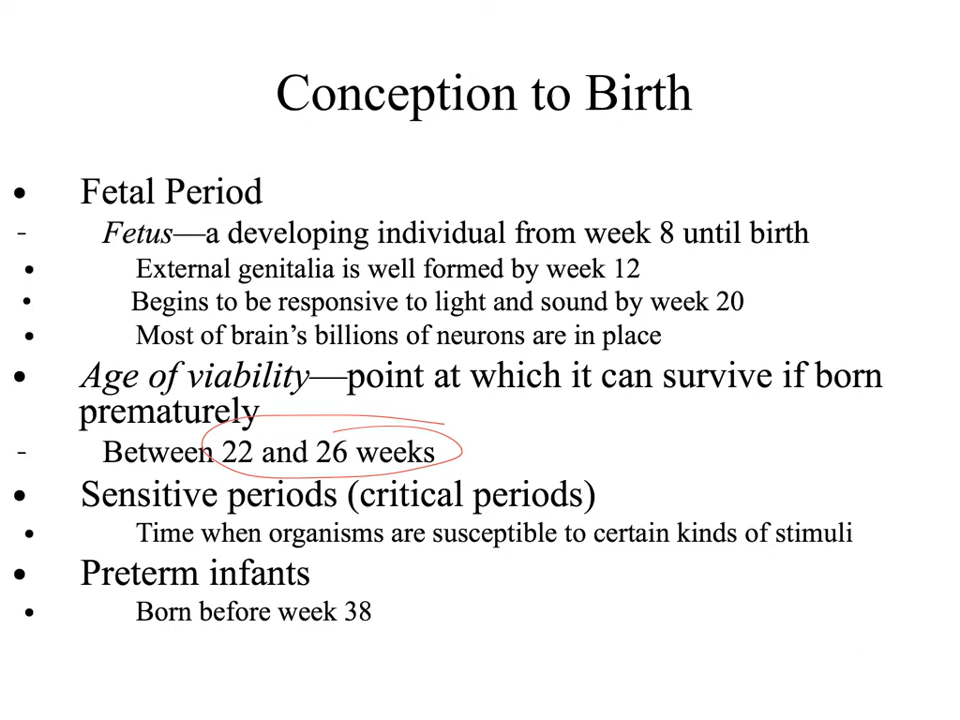 Conception to Birth
• Fetal Period
- Fetus—a developing individual from week 8 until birth
• External genitalia is well formed by week 12
• Begins to be responsive to light and sound by week 20
• Most of brain’s billions of neurons are in place
• Age of viability—point at which it can survive if born
prematurely
- Between 22 and 26 weeks
• Sensitive periods (critical periods)
• Time when organisms are susceptible to certain kinds of stimuli
• Preterm infants
• Born before week 38